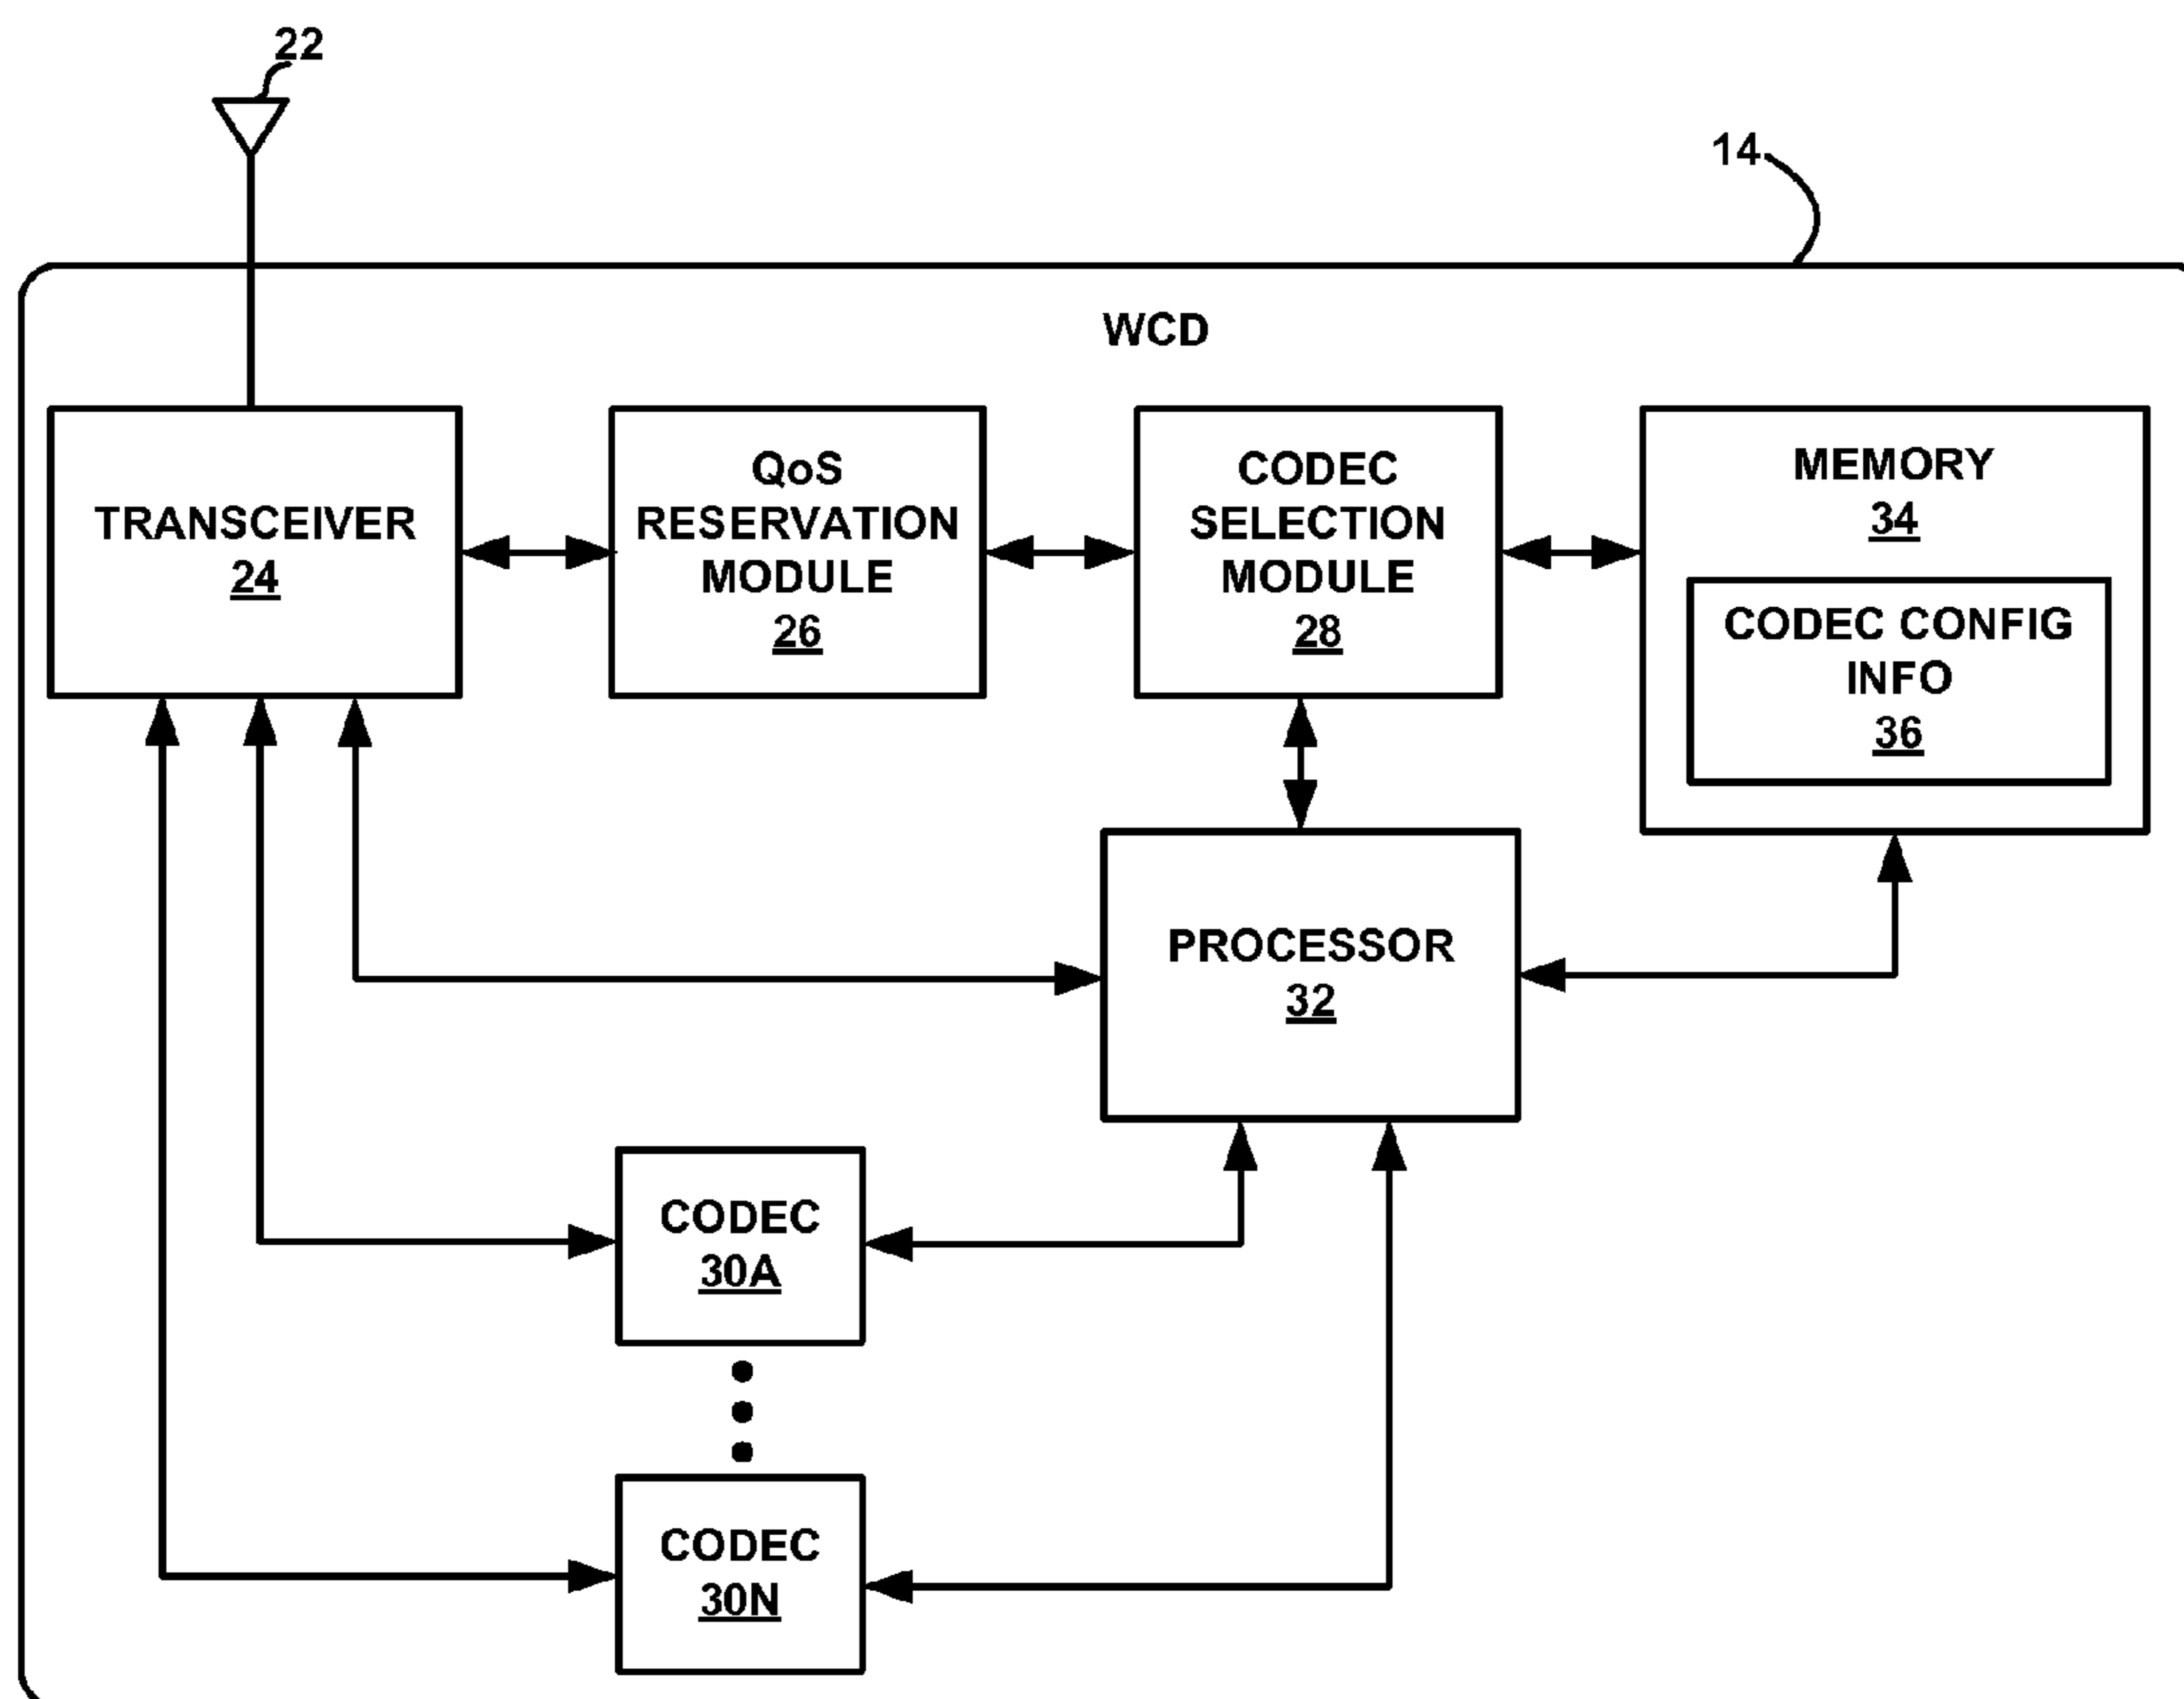 22
14
WCD
TRANSCEIVER
24
QoS
RESERVATION
MODULE
26
CODEC
SELECTION
MODULE
28
MEMORY
34
CODEC CONFIG
INFO
36
PROCESSOR
32
CODEC
30A
CODEC
30N